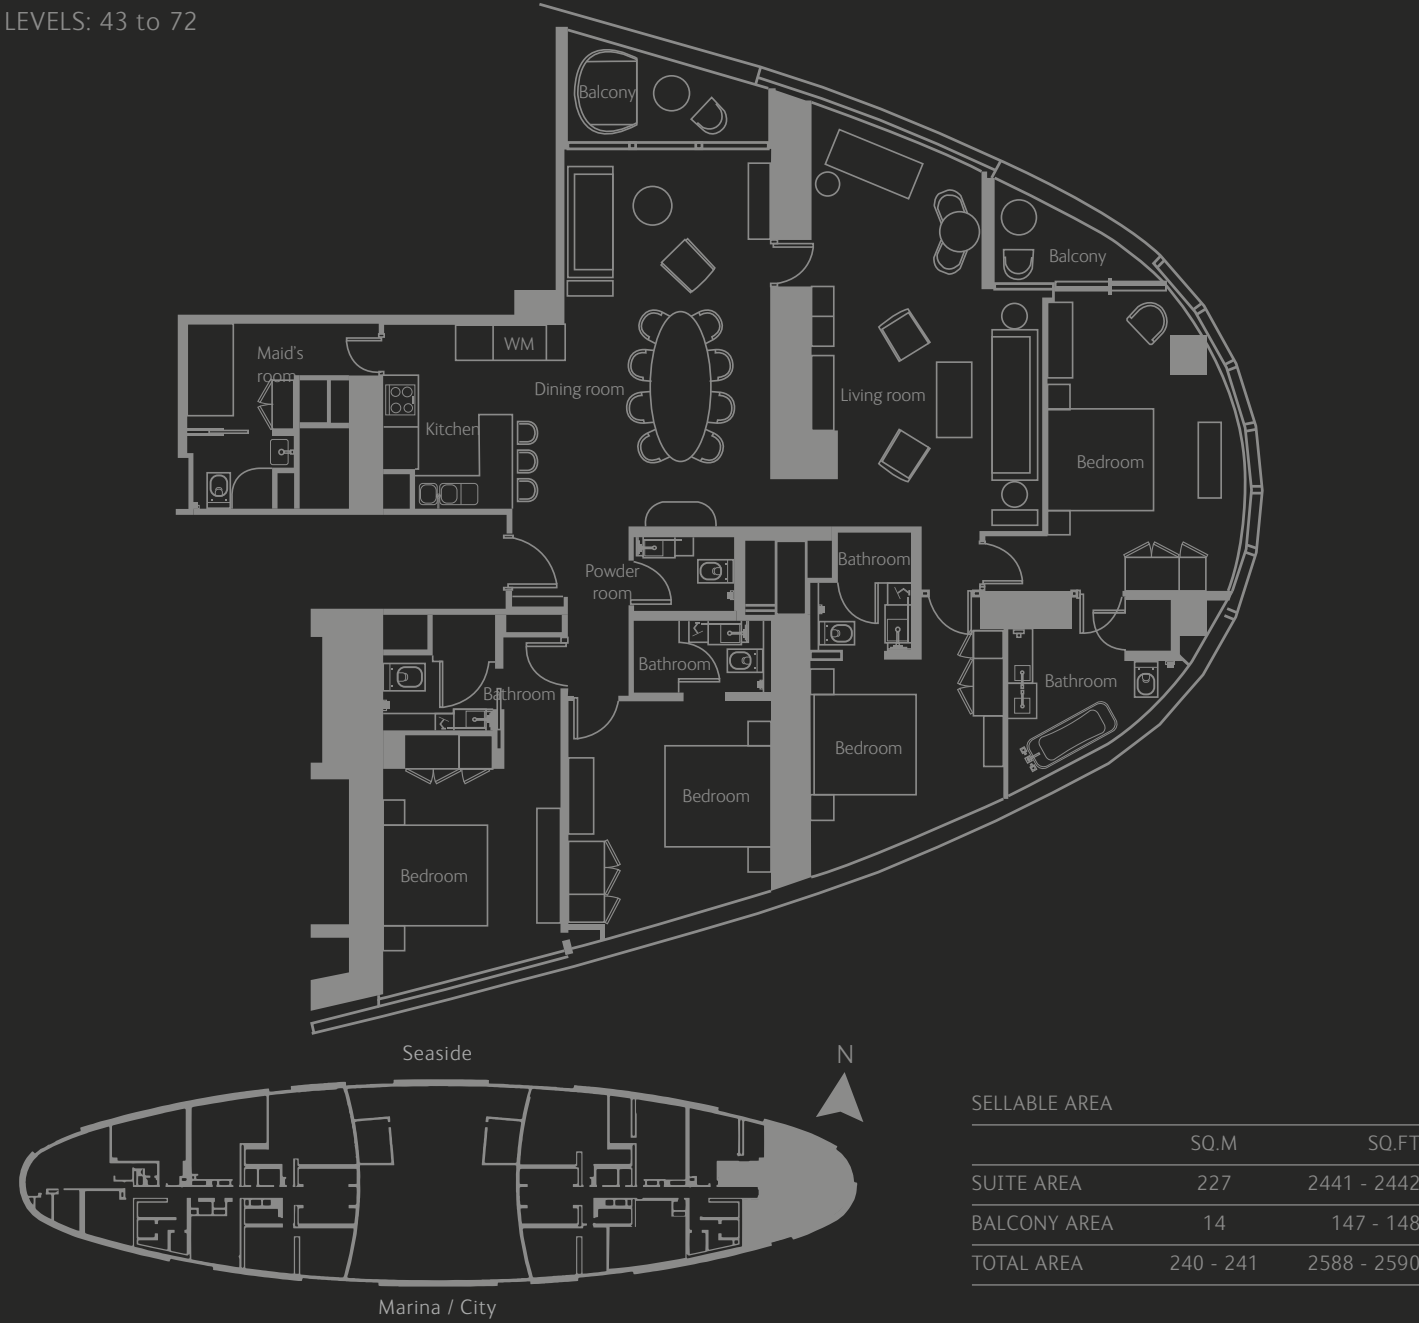 LEVELS: 43 to 72
Balcony
Balcony
WM
Maid's
room
Dining room
Living room
Kitchen
Bedroom
Bathroom
Powder
room
Bathroom
Bathroom
Bathroom
Bedroom
Bedroom
Bedroom
Seaside
N
Marina / City
SELLABLE AREA
SQ.M SQ.FT
SUITE AREA 227 2441 - 2442
BALCONY AREA 14 147 - 148
TOTAL AREA 240 - 241 2588 - 2590